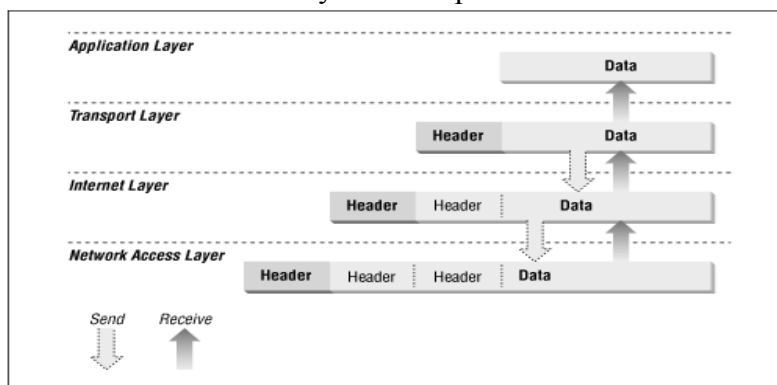 Application Layer
Data
Transport Layer
Header Data
Internet Layer
Header Header Data
Network Access Layer
Header Header Header Data
Send Receive